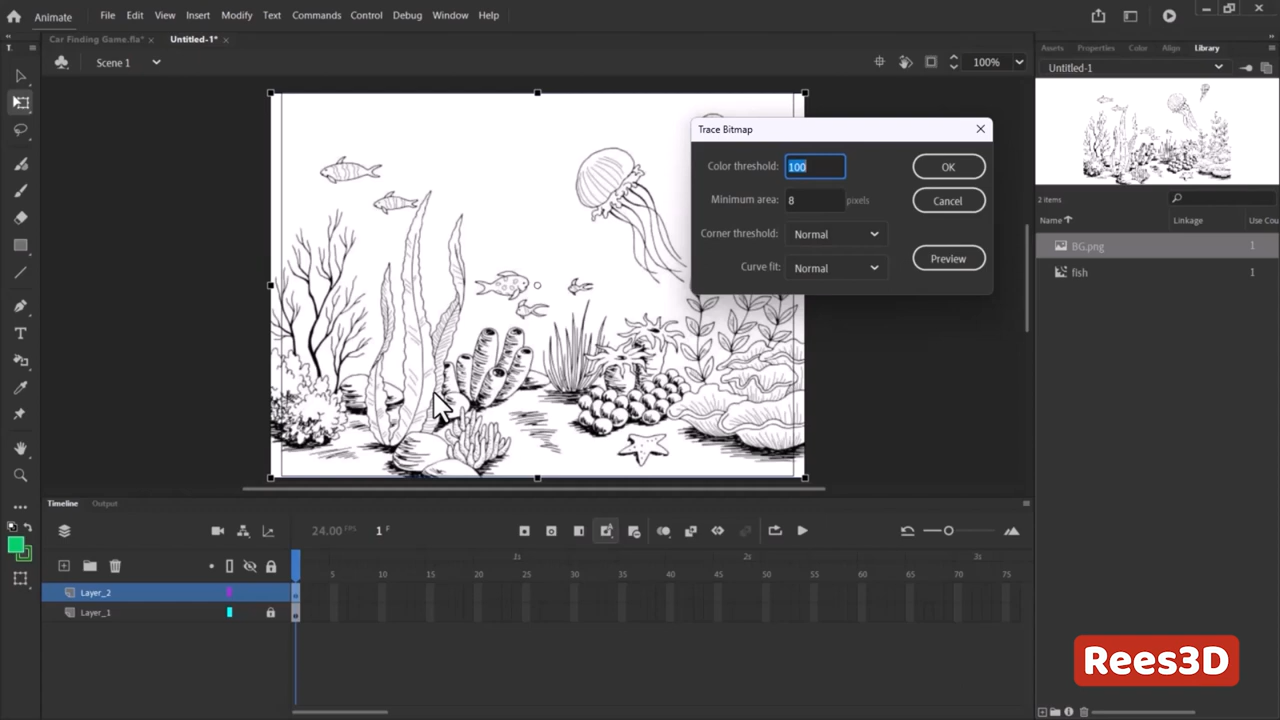 Animate File Edit View Insert Modify Text Commands Control Debug Window Help
Car Finding Game.fla* × Untitled-1* ×
Scene 1 100%
T.
Assets Properties Color Align Library
Untitled-1
Trace Bitmap
Color threshold: 100 OK
Minimum area: 8 pixels Cancel
Corner threshold: Normal
Curve fit: Normal Preview
2 items
Name Linkage Use Cou
BG.png 1
fish 1
Timeline Output
24.00 FPS 1 F
1s 2s 3s
5 10 15 20 25 30 35 40 45 50 55 60 65 70 75
Layer_2
Layer_1
Rees3D